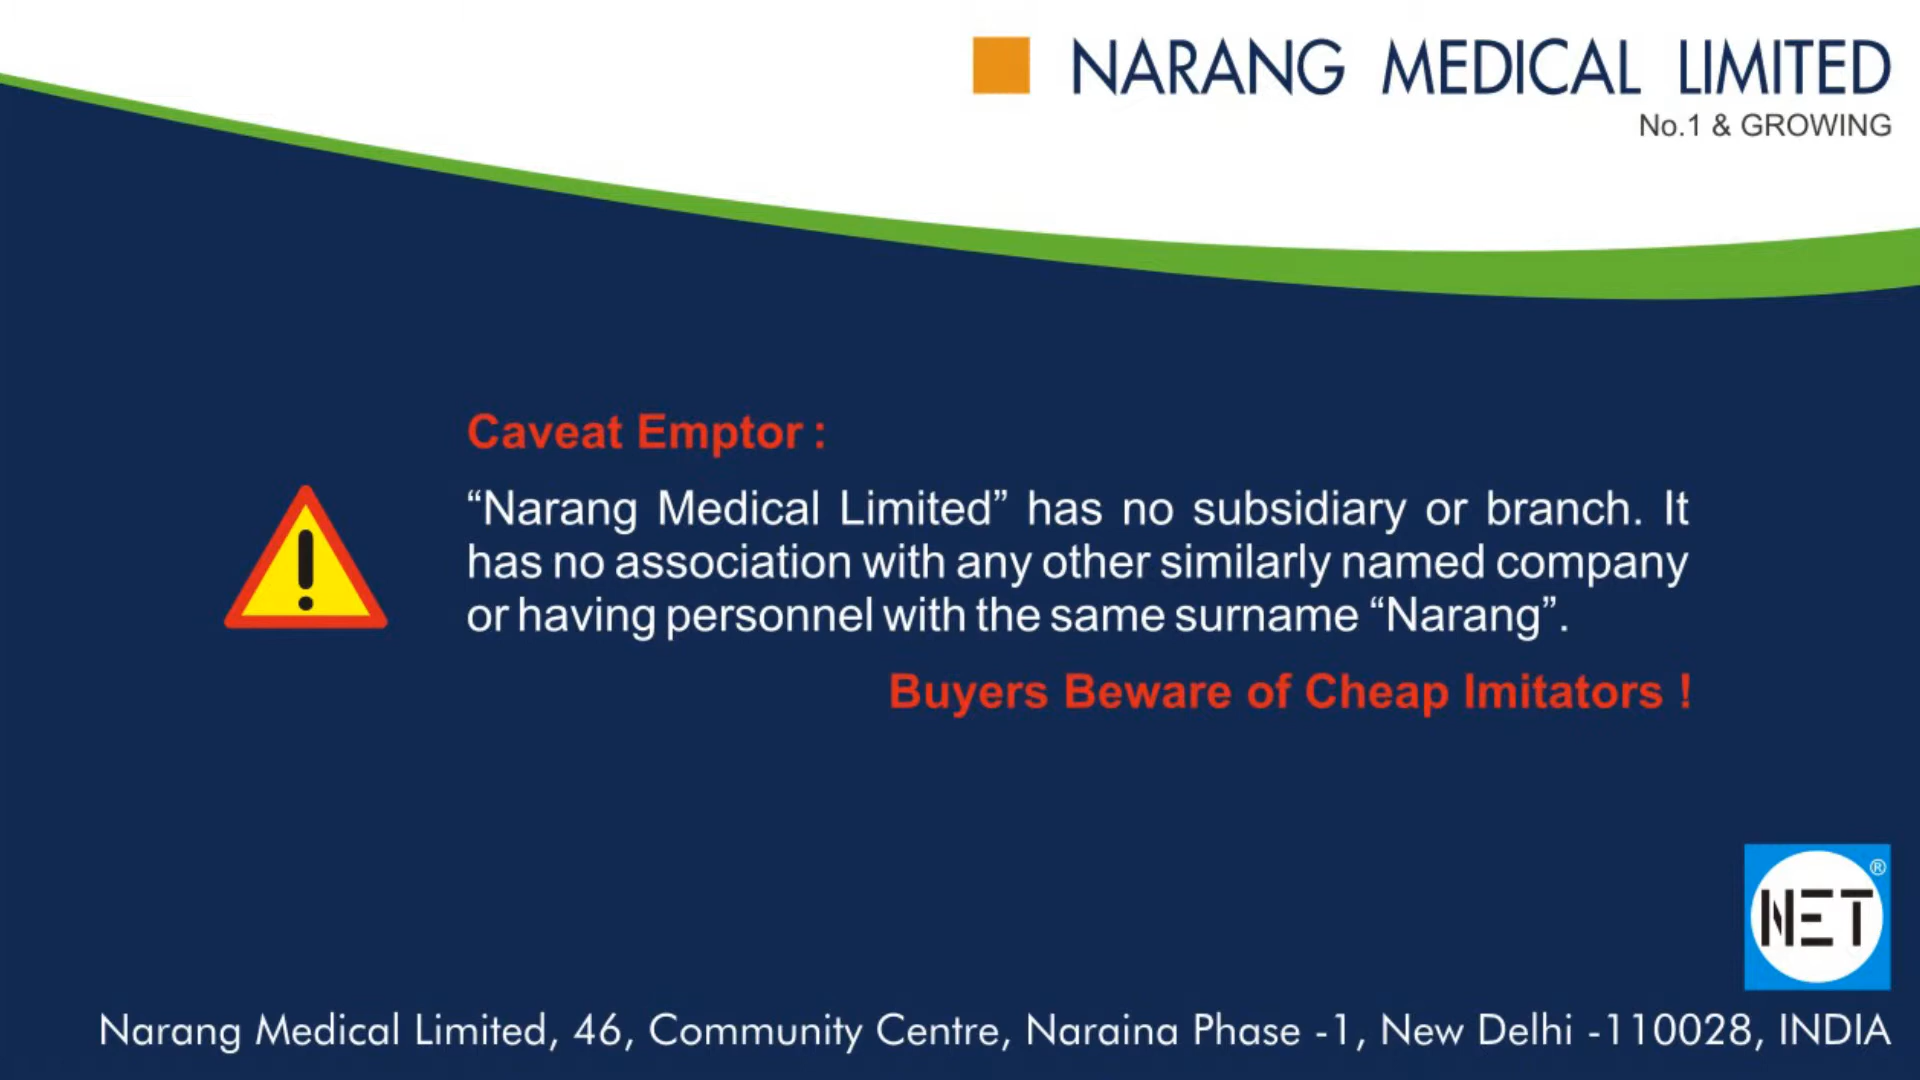 NARANG MEDICAL LIMITED
No.1 & GROWING
Caveat Emptor :
“Narang Medical Limited” has no subsidiary or branch. It
has no association with any other similarly named company
or having personnel with the same surname “Narang”.
Buyers Beware of Cheap Imitators !
NET ®
Narang Medical Limited, 46, Community Centre, Naraina Phase -1, New Delhi -110028, INDIA